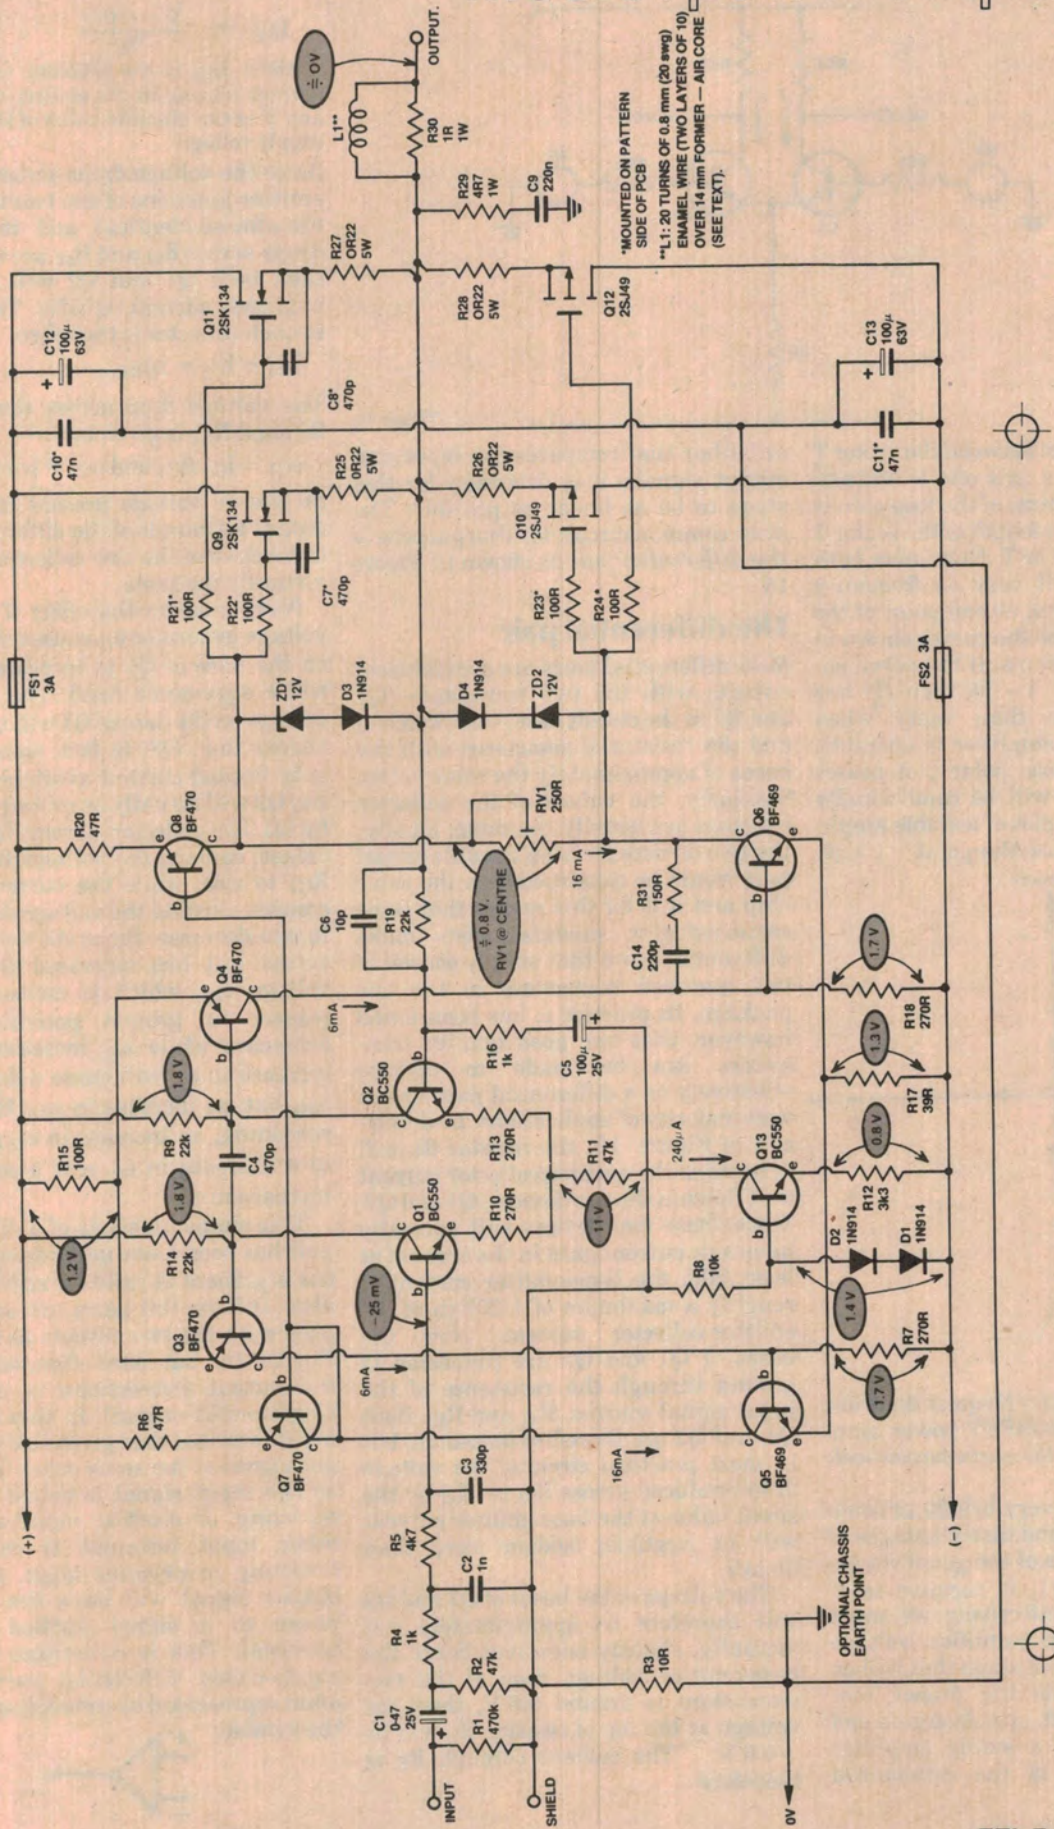 (+)
FS1
3A
R6
47R
R15
100R
1.2 V
R14
22k
1.8 V
R9
22k
1.8 V
R20
47R
C10*
47n
C12
100µ
63V
+
Q7
BF470
e
b
c
Q3
BF470
e
b
c
C4
470p
Q4
BF470
e
b
c
6mA
Q8
BF470
e
b
c
R21*
100R
R22*
100R
Q9
2SK134
C7*
470p
Q11
2SK134
C8*
470p
R25
0R22
5W
R27
OR22
5W
ZD1
12V
D3
1N914
D4
1N914
ZD2
12V
INPUT
SHIELD
C1
0·47
25V
+
R1
470k
R2
47k
R4
1k
C2
1n
R5
4k7
C3
330p
6mA
–25 mV
Q1
BC550
b
c
e
Q2
BC550
b
c
e
C6
10p
R19
22k
R16
1k
C5
100µ
25V
+
÷ 0.8 V.
RV1 @ CENTRE
RV1
250R
16 mA
R10
270R
R13
270R
R11
47k
11 V
240µA
R26
OR22
5W
R28
OR22
5W
R29
4R7
1W
C9
220n
L1**
R30
1R
1W
÷ 0V
OUTPUT.
R3
10R
0V
OPTIONAL CHASSIS
EARTH POINT
16mA
Q5
BF469
b
c
e
R7
270R
1.7 V
R8
10k
D2*
1N914
D1
1N914
1.4 V
Q13
BC550
b
c
e
R12
3k3
0.8 V
R17
39R
1.3 V
R18
270R
1.7 V
C14
220p
R31
150R
Q6
BF469
b
c
e
R23*
100R
R24*
100R
Q10
2SJ49
Q12
2SJ49
C11*
47n
C13
100µ
63V
+
FS2 3A
(–)
*MOUNTED ON PATTERN
SIDE OF PCB
**L1: 20 TURNS OF 0.8 mm (20 swg)
ENAMEL WIRE (TWO LAYERS OF 10)
OVER 14 mm FORMER — AIR CORE
(SEE TEXT).